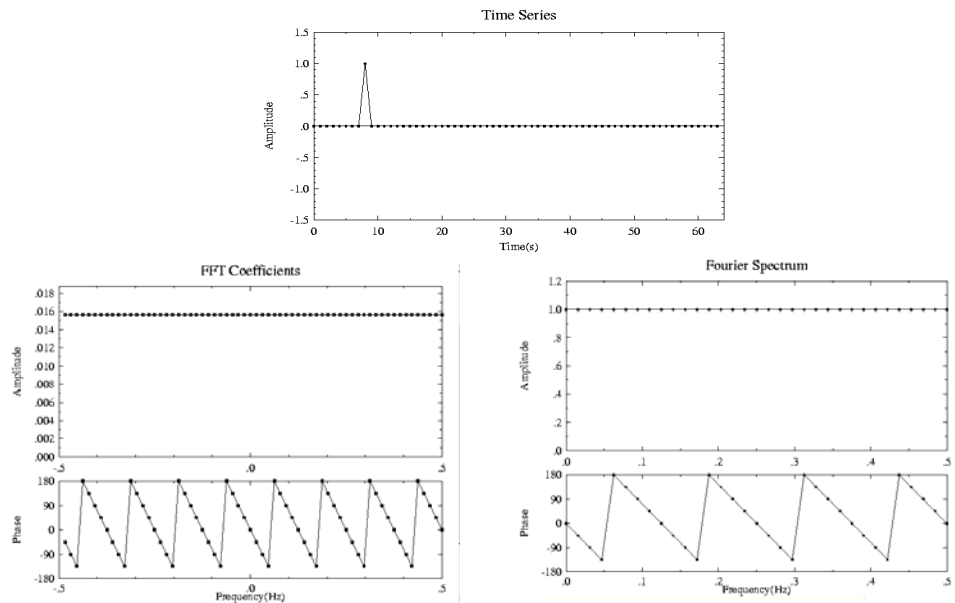 Time Series
1.5
1.0
.5
.0
-.5
-1.0
-1.5
Amplitude
0 10 20 30 40 50 60
Time(s)
FFT Coefficients
.018
.016
.014
.012
.010
.008
.006
.004
.002
.000
Amplitude
-.5 .0 .5
180
90
0
-90
-180
Phase
-.5 .0 .5
Frequency(Hz)
Fourier Spectrum
1.2
1.0
.8
.6
.4
.2
.0
Amplitude
.0 .1 .2 .3 .4 .5
180
90
0
-90
-180
Phase
.0 .1 .2 .3 .4 .5
Frequency(Hz)